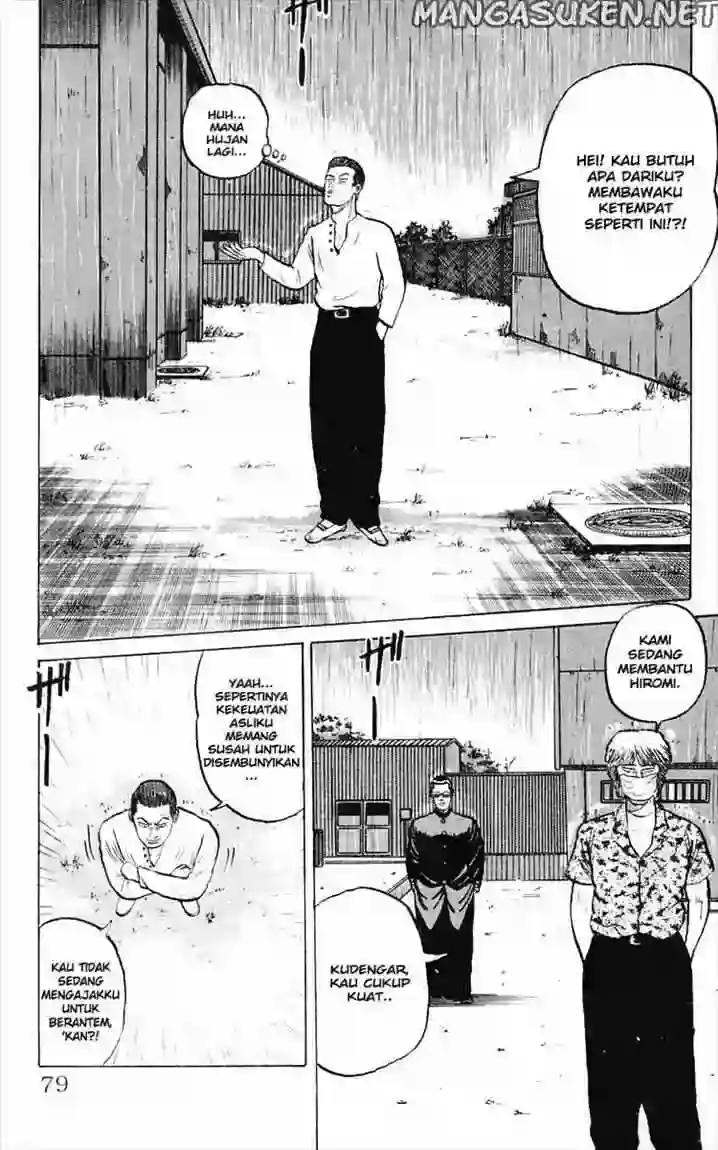 MANGASUKEN.NET
HEI! KAU BUTUH
APA DARIKU?
MEMBAWAKU
KETEMPAT
SEPERTI INI!?!
HUH...
MANA
HUJAN
LAGI...
KAMI
SEDANG
MEMBANTU
HIROMI.
KUDENGAR,
KAU CUKUP
KUAT..
YAAH...
SEPERTINYA
KEKUATAN
ASLIKU
MEMANG
SUSAH UNTUK
DISEMBUNYIKAN
...
KAU TIDAK
SEDANG
MENGAJAKKU
UNTUK
BERANTEM,
'KAN?!
79